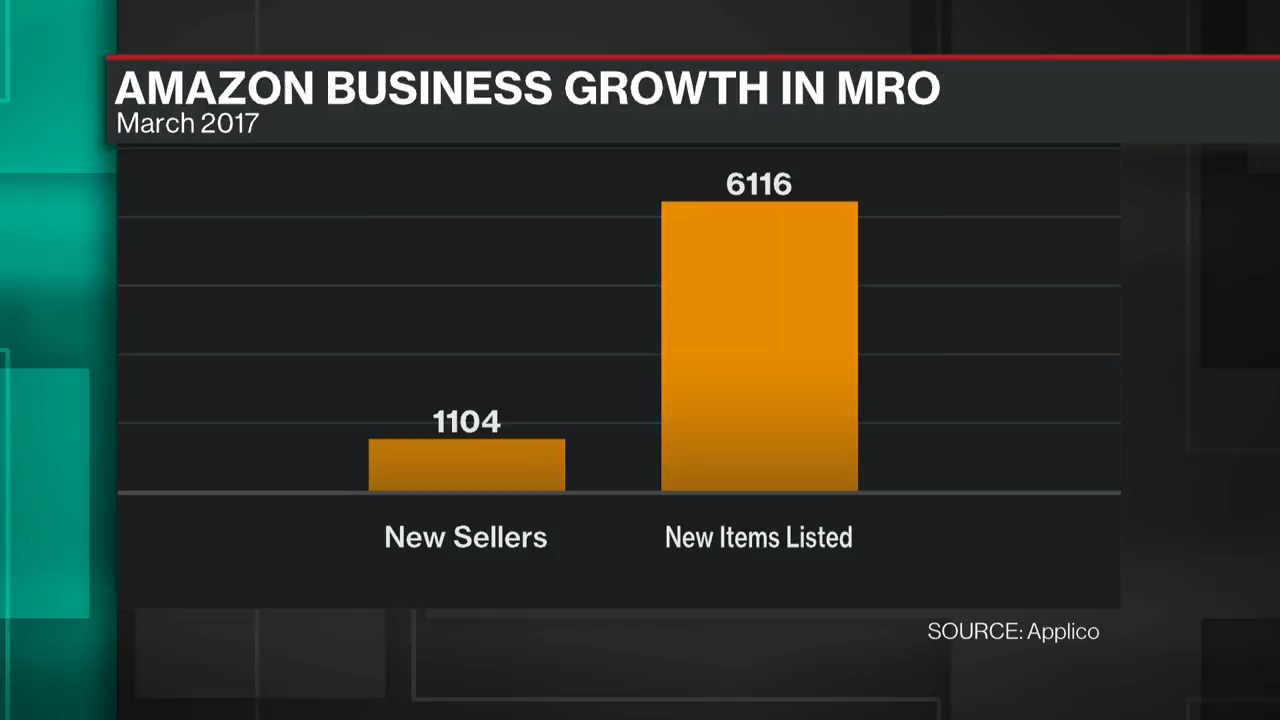 AMAZON BUSINESS GROWTH IN MRO
March 2017
6116
1104
New Sellers
New Items Listed
SOURCE: Applico